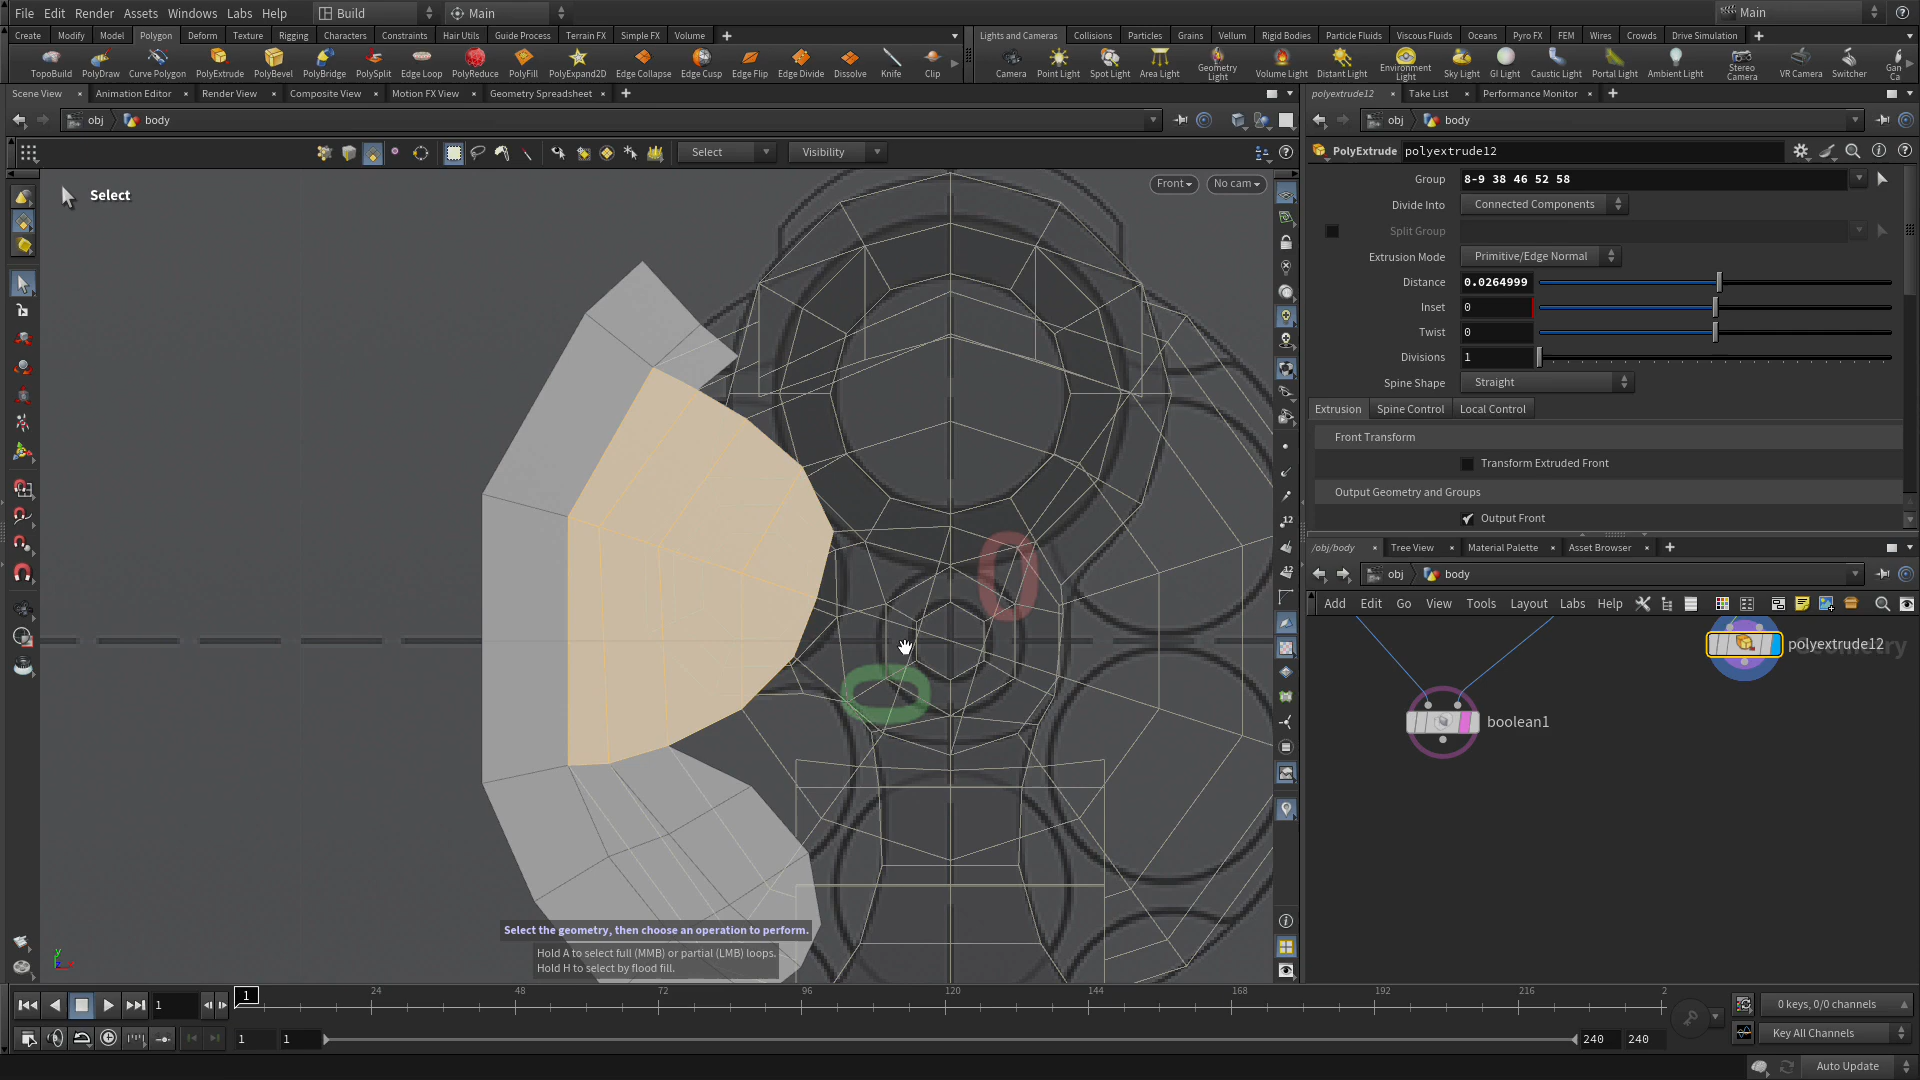 File Edit Render Assets Windows Labs Help Build Main Main
Create Modify Model Polygon Deform Texture Rigging Characters Constraints Hair Utils Guide Process Terrain FX Simple FX Volume Lights and Cameras Collisions Particles Grains Vellum Rigid Bodies Particle Fluids Viscous Fluids Oceans Pyro FX FEM Wires Crowds Drive Simulation
TopoBuild PolyDraw Curve Polygon PolyExtrude PolyBevel PolyBridge PolySplit Edge Loop PolyReduce PolyFill PolyExpand2D Edge Collapse Edge Cusp Edge Flip Edge Divide Dissolve Knife Clip Camera Point Light Spot Light Area Light Geometry Light Volume Light Distant Light Environment Light Sky Light GI Light Caustic Light Portal Light Ambient Light Stereo Camera VR Camera Switcher Gan Ca
Scene View Animation Editor Render View Composite View Motion FX View Geometry Spreadsheet polyextrude12 Take List Performance Monitor
obj body obj body
Select Visibility PolyExtrude polyextrude12
Select Front No cam
Group 8-9 38 46 52 58
Divide Into Connected Components
Split Group
Extrusion Mode Primitive/Edge Normal
Distance 0.0264999
Inset 0
Twist 0
Divisions 1
Spine Shape Straight
Extrusion Spine Control Local Control
Front Transform
Transform Extruded Front
Output Geometry and Groups
Output Front
12
12
/obj/body Tree View Material Palette Asset Browser
obj body
Add Edit Go View Tools Layout Labs Help
polyextrude12
boolean1
Select the geometry, then choose an operation to perform.
Hold A to select full (MMB) or partial (LMB) loops.
Hold H to select by flood fill.
y
1 1 24 48 72 96 120 144 168 192 216 2 0 keys, 0/0 channels
1 1 240 240 Key All Channels
Auto Update